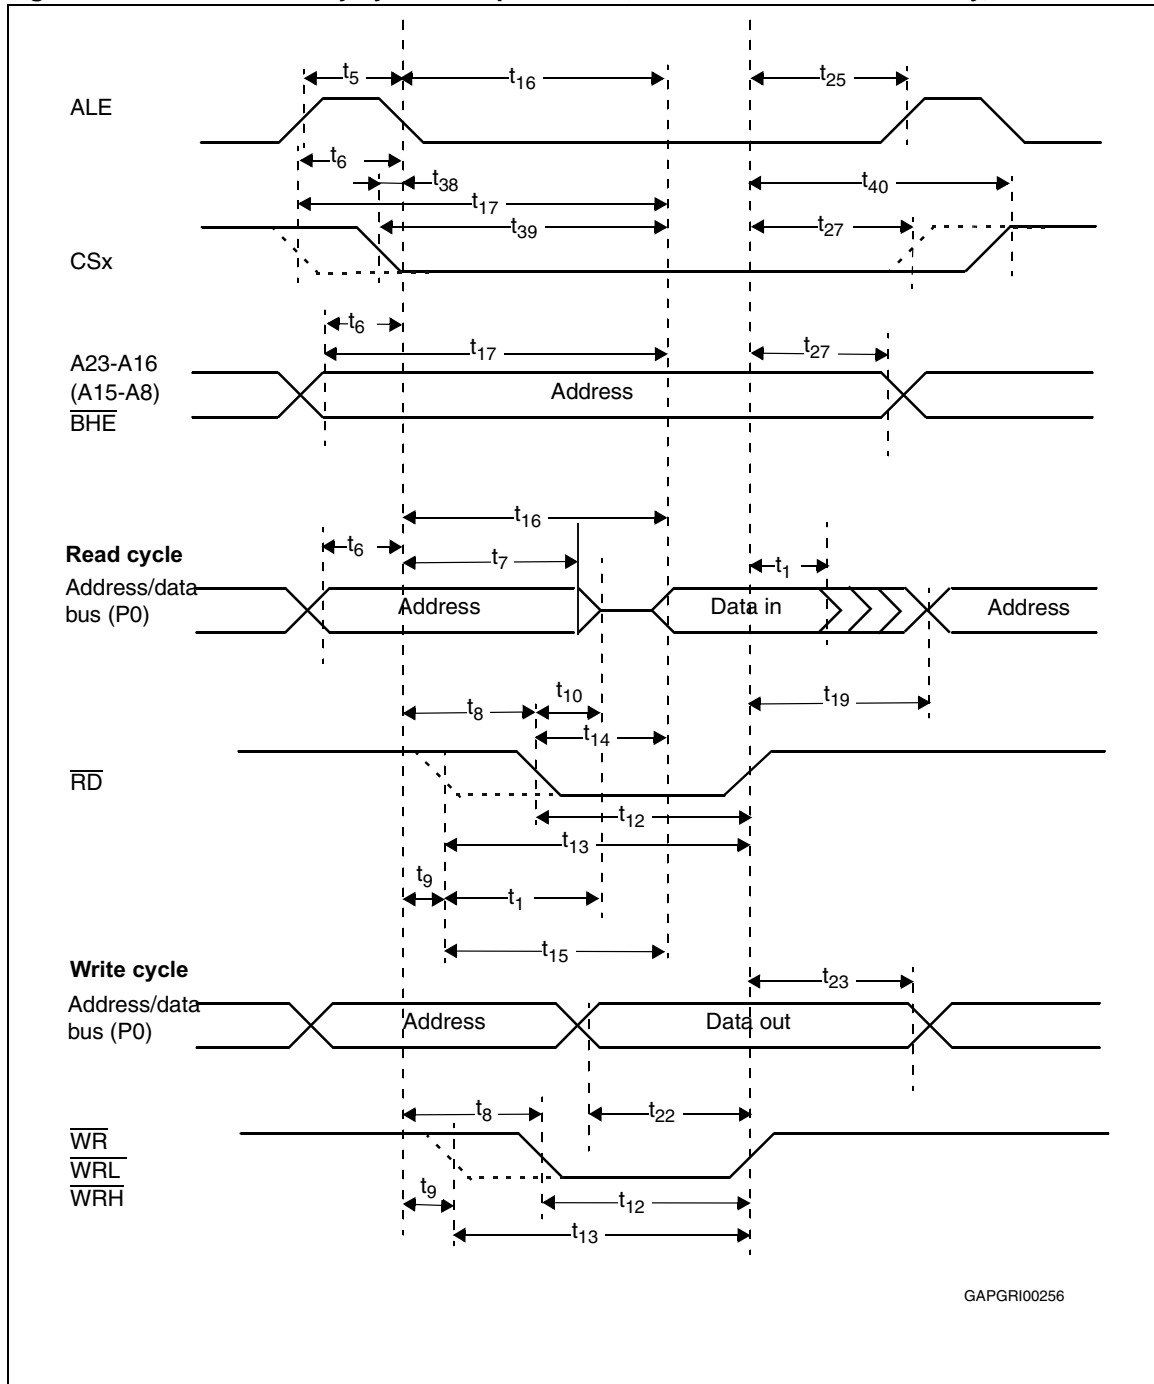 t5
t16
t25
ALE
t6
t38
t40
t17
t39
t27
CSx
t6
t17
t27
A23-A16
(A15-A8)
Address
BHE
t16
Read cycle
t6
t7
t1
Address/data
bus (P0)
Address
Data in
Address
t8
t10
t19
t14
RD
t12
t13
t9
t1
t15
Write cycle
t23
Address/data
bus (P0)
Address
Data out
t8
t22
WR
WRL
WRH
t9
t12
t13
GAPGRI00256